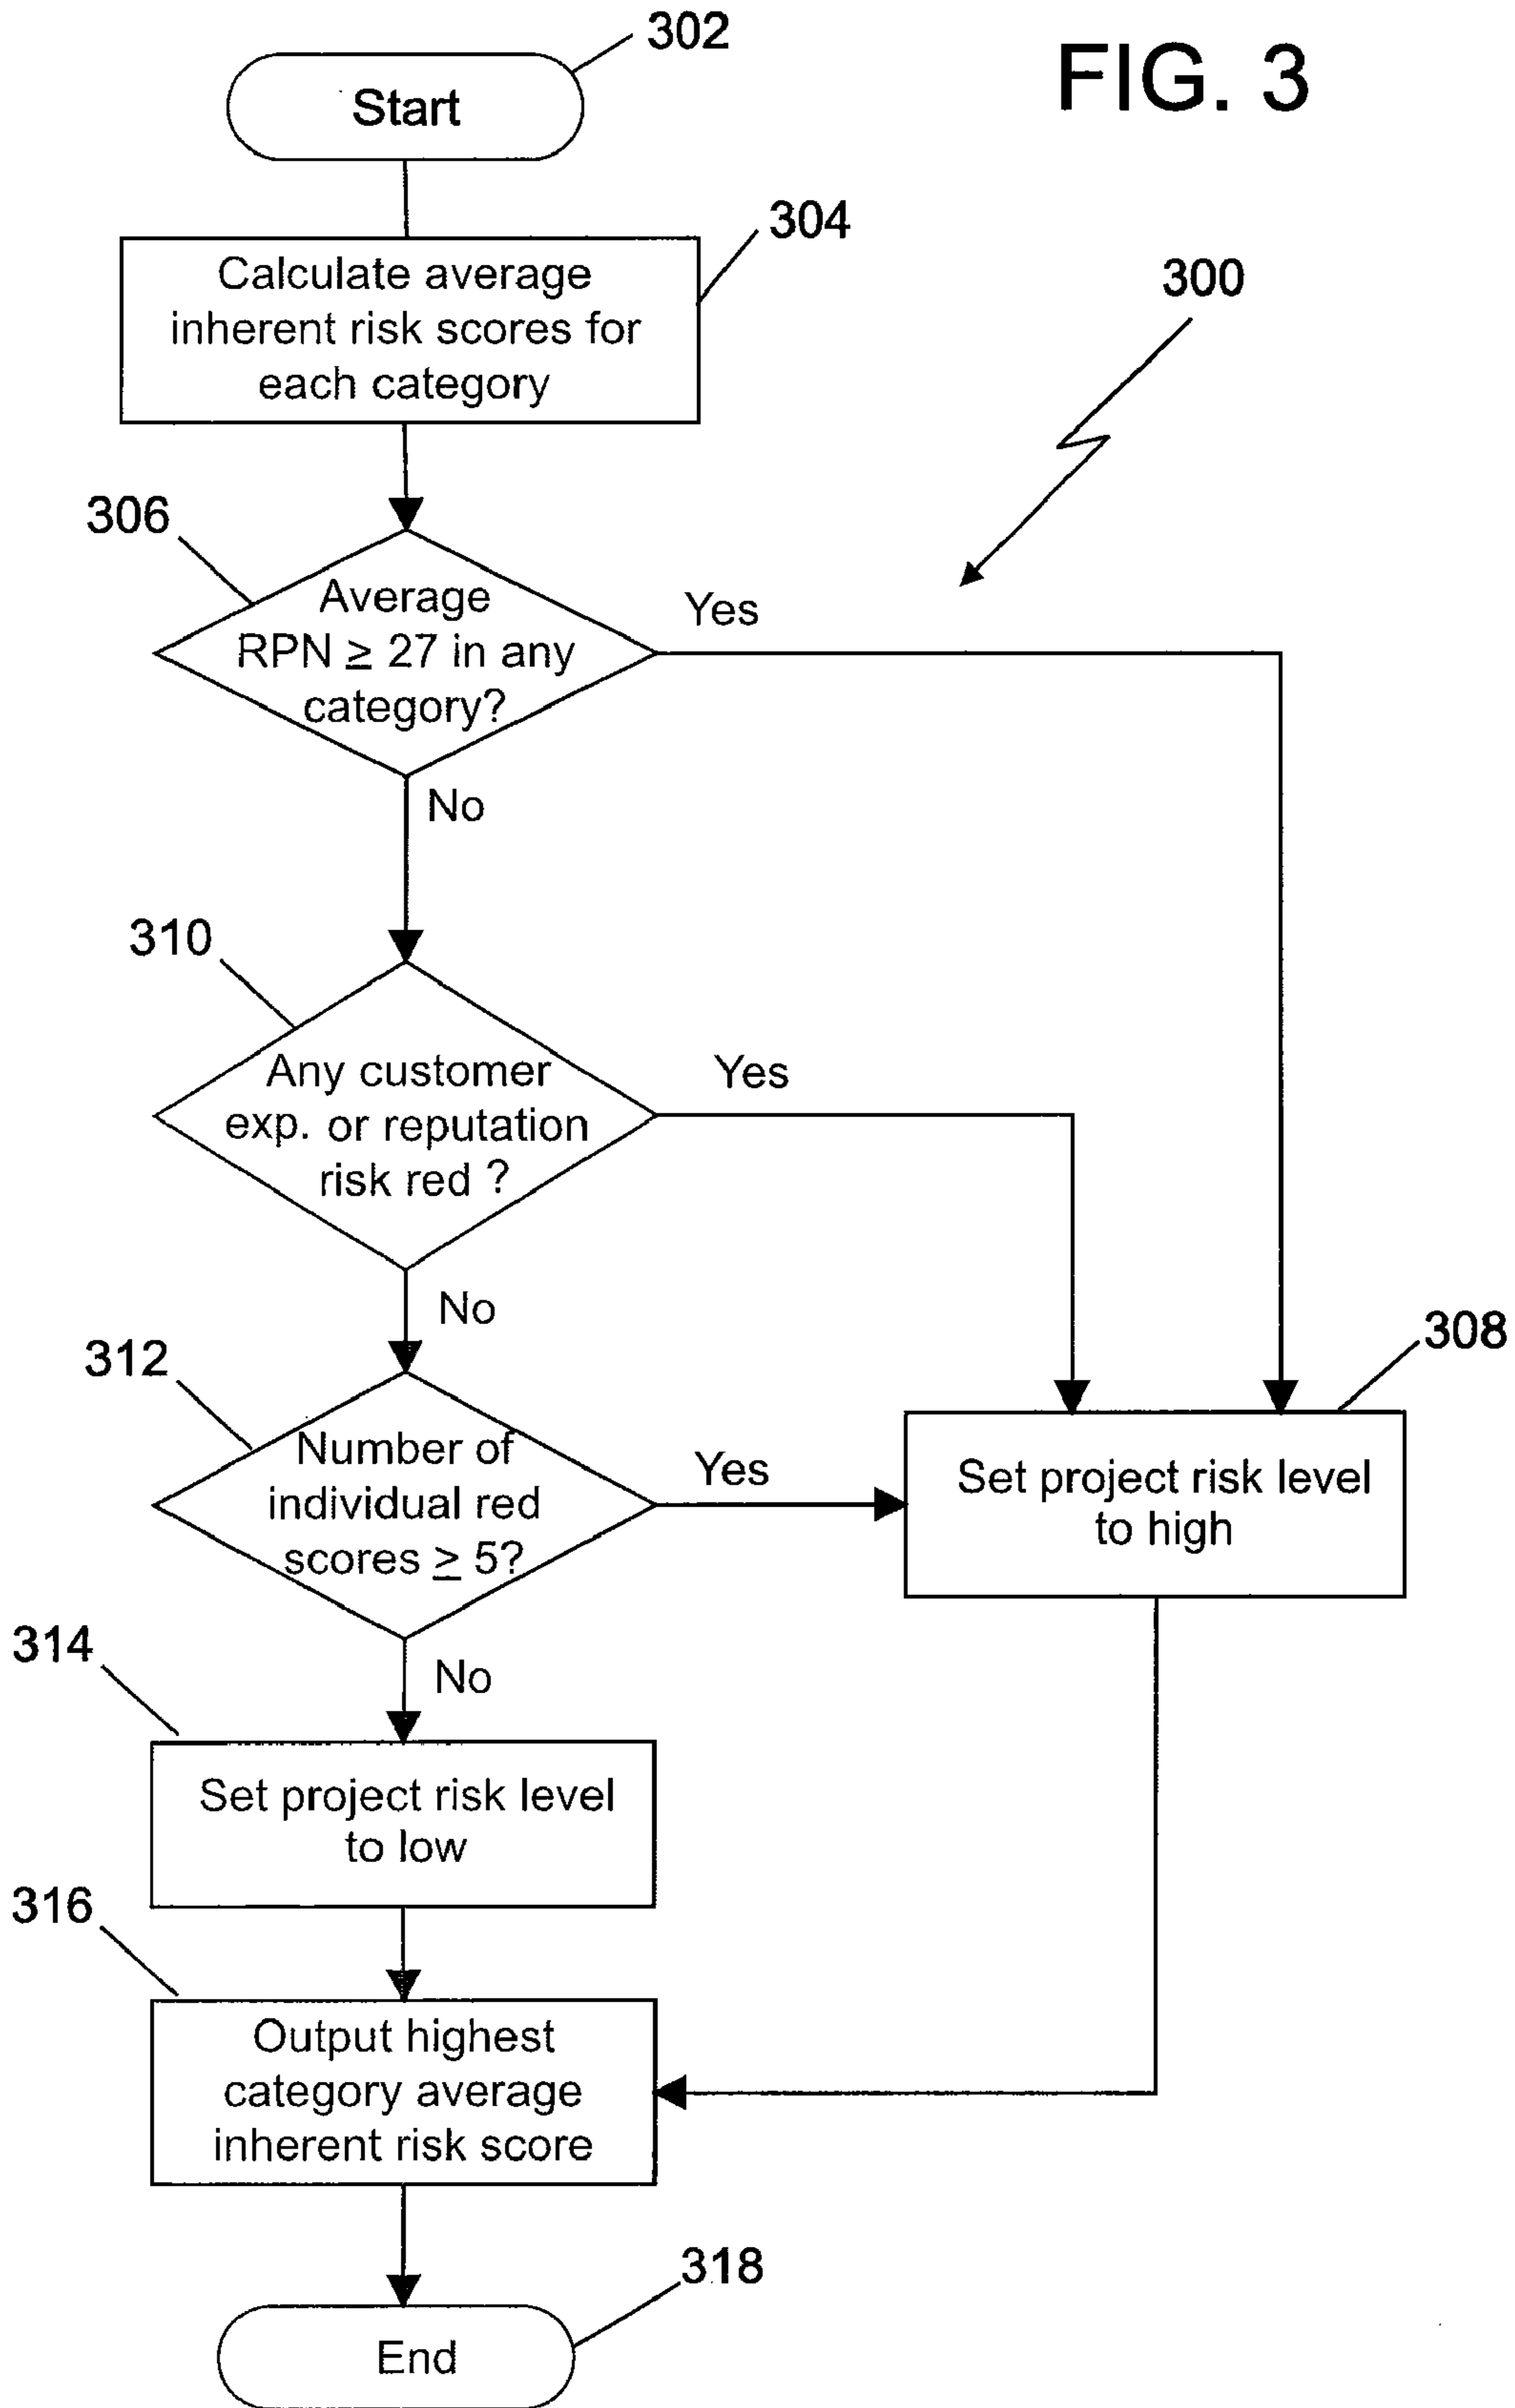 FIG. 3
302
Start
304
Calculate average
inherent risk scores for
each category
300
306
Average
RPN ≥ 27 in any
category?
Yes
No
310
Any customer
exp. or reputation
risk red ?
Yes
No
312
Number of
individual red
scores ≥ 5?
Yes
308
Set project risk level
to high
No
314
Set project risk level
to low
316
Output highest
category average
inherent risk score
318
End